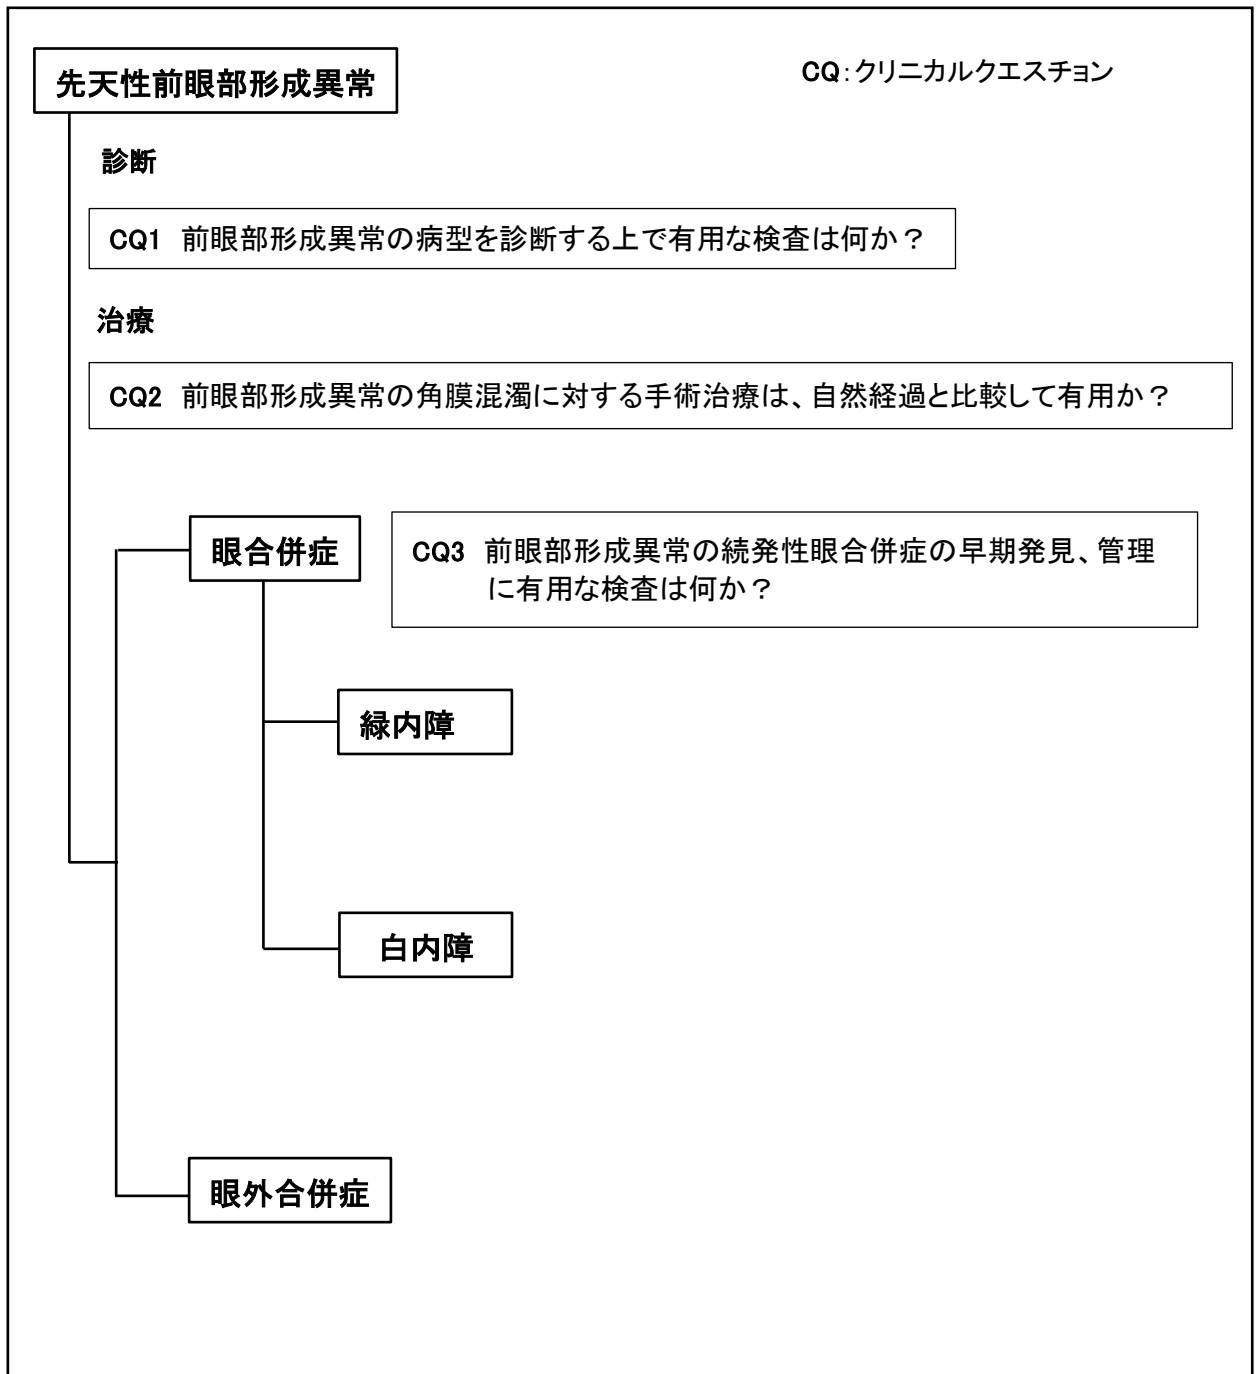 先天性前眼部形成異常
CQ:クリニカルクエスチョン
診断
CQ1 前眼部形成異常の病型を診断する上で有用な検査は何か?
治療
CQ2 前眼部形成異常の角膜混濁に対する手術治療は、自然経過と比較して有用か?
眼合併症
CQ3 前眼部形成異常の続発性眼合併症の早期発見、管理
に有用な検査は何か?
緑内障
白内障
眼外合併症